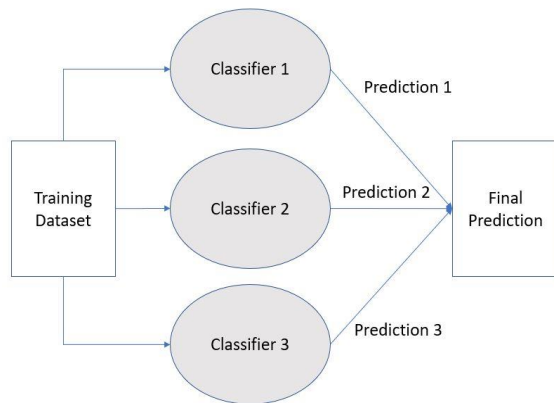 Classifier 1
Prediction 1
Training
Dataset
Classifier 2
Prediction 2
Final
Prediction
Classifier 3
Prediction 3